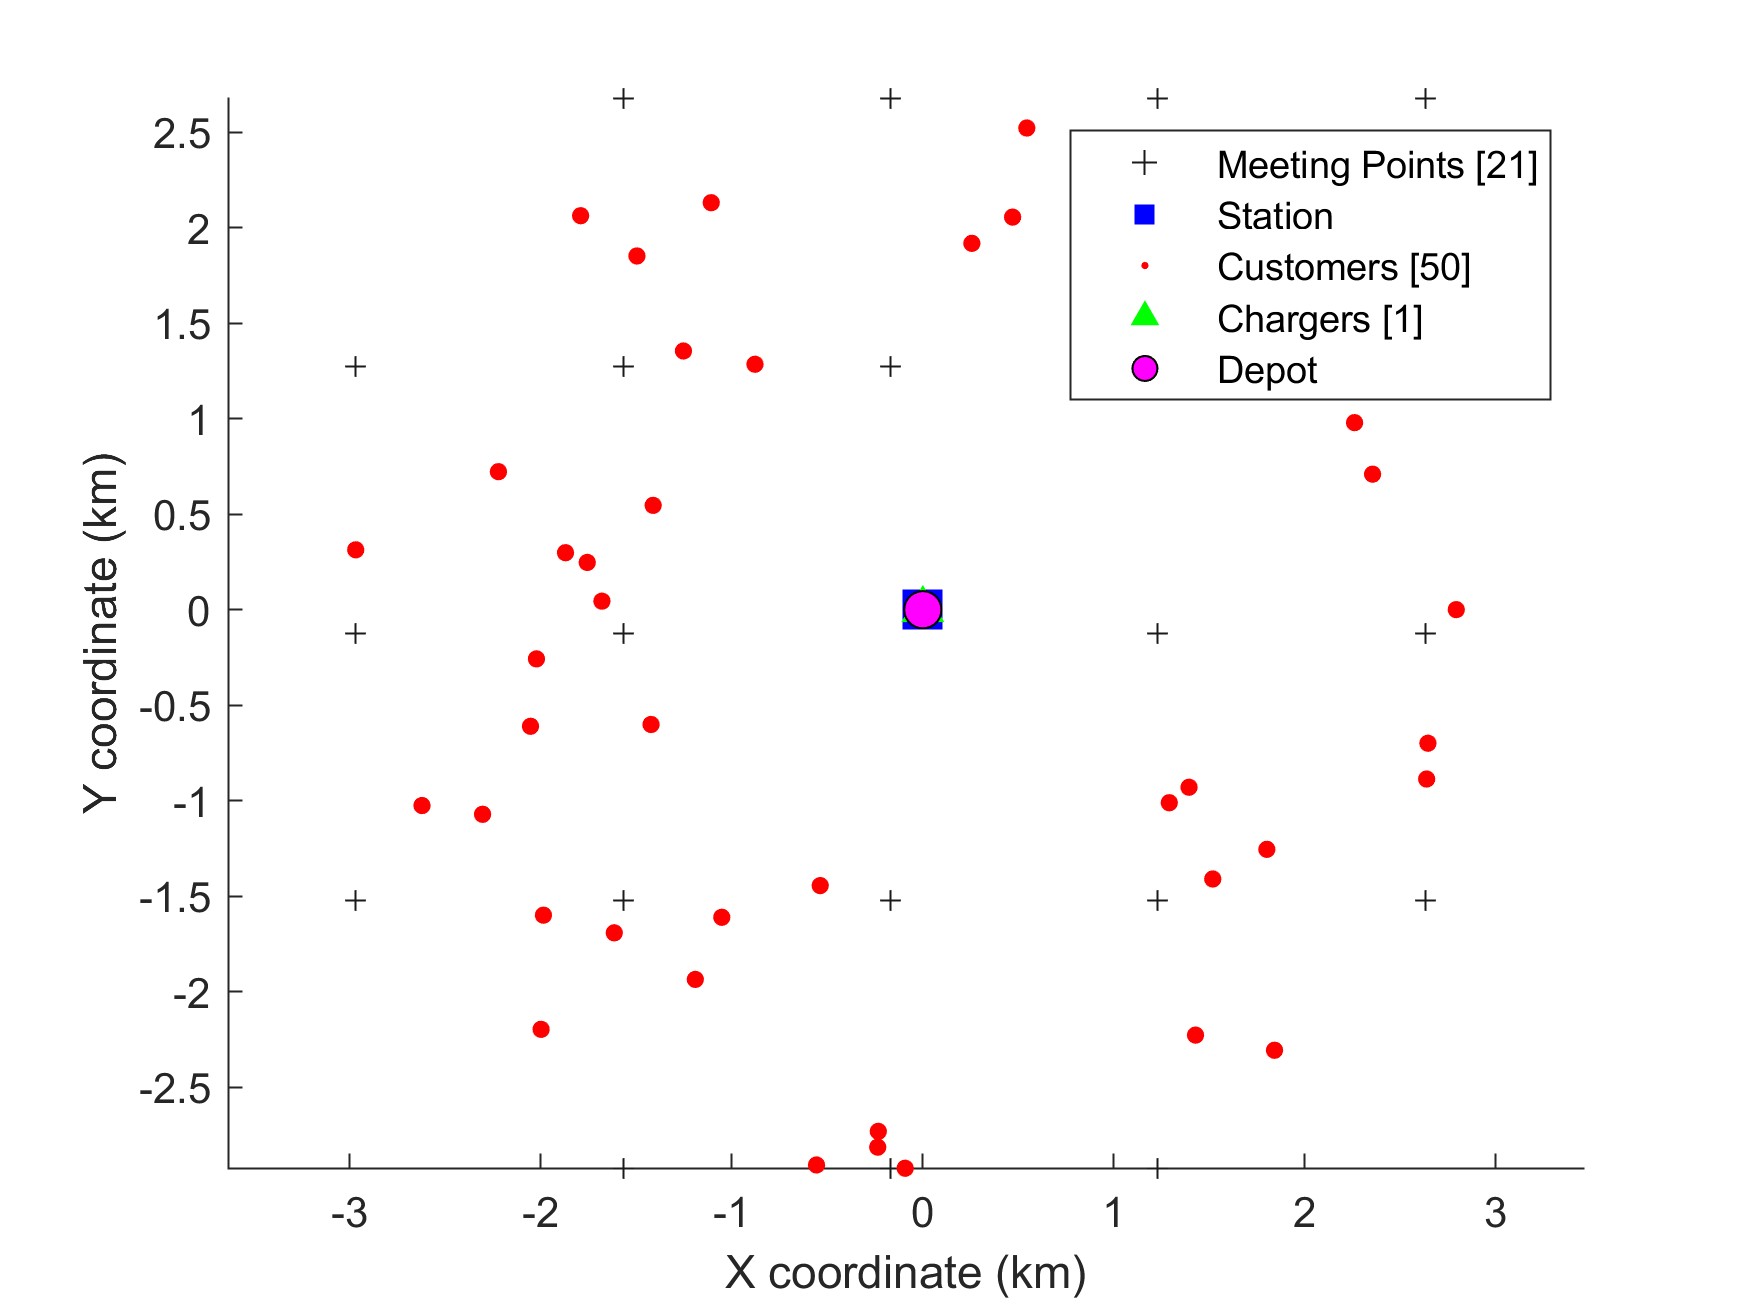 2.5
2
1.5
1
0.5
0
-0.5
-1
-1.5
-2
-2.5
Y coordinate (km)
Meeting Points [21]
Station
Customers [50]
Chargers [1]
Depot
-3 -2 -1 0 1 2 3
X coordinate (km)